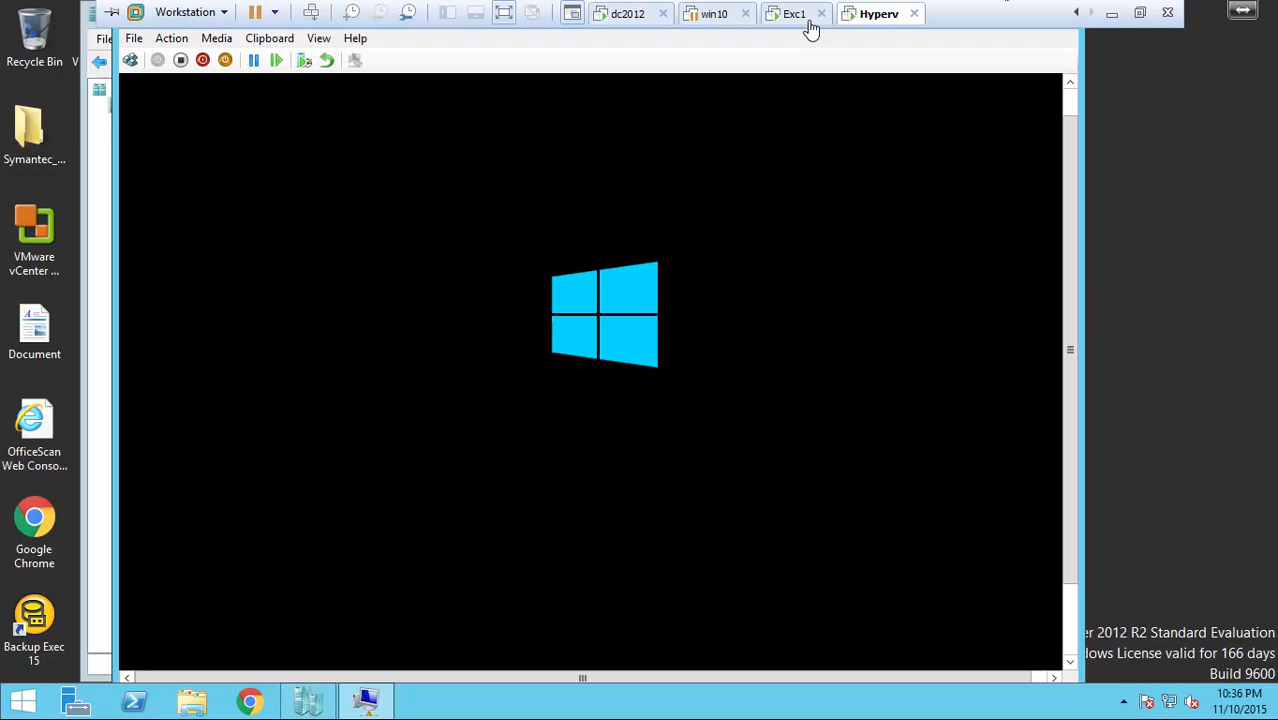 Workstation
dc2012
win10
Exc1
Hyperv
File
File Action Media Clipboard View Help
Recycle Bin
V
Symantec_...
VMware
vCenter ...
Document
OfficeScan
Web Conso...
Google
Chrome
Backup Exec
15
er 2012 R2 Standard Evaluation
dows License valid for 166 days
Build 9600
10:36 PM
11/10/2015